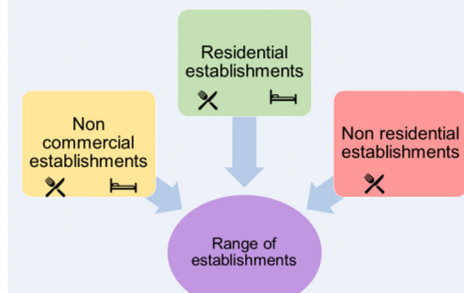 Residential
establishments
Non
commercial
establishments
Non residential
establishments
Range of
establishments